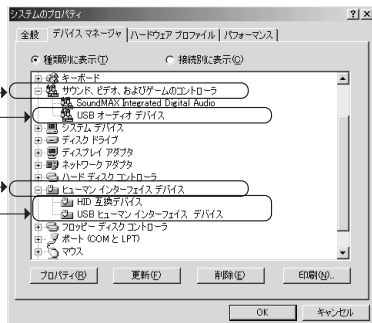 システムのプロパティ
全般 デバイス マネージャ ハードウェア プロファイル パフォーマンス
種類別に表示(T) 接続別に表示(C)
キーボード
サウンド、ビデオ、およびゲームのコントローラ
SoundMAX Integrated Digital Audio
USB オーディオ デバイス
システム デバイス
ディスク ドライブ
ディスプレイ アダプタ
ネットワーク アダプタ
ハード ディスク コントローラ
ヒューマン インターフェイス デバイス
HID 互換デバイス
USB ヒューマン インターフェイス デバイス
フロッピー ディスク コントローラ
ポート (COM と LPT)
マウス
プロパティ(R) 更新(F) 削除(E) 印刷(N)...
OK キャンセル